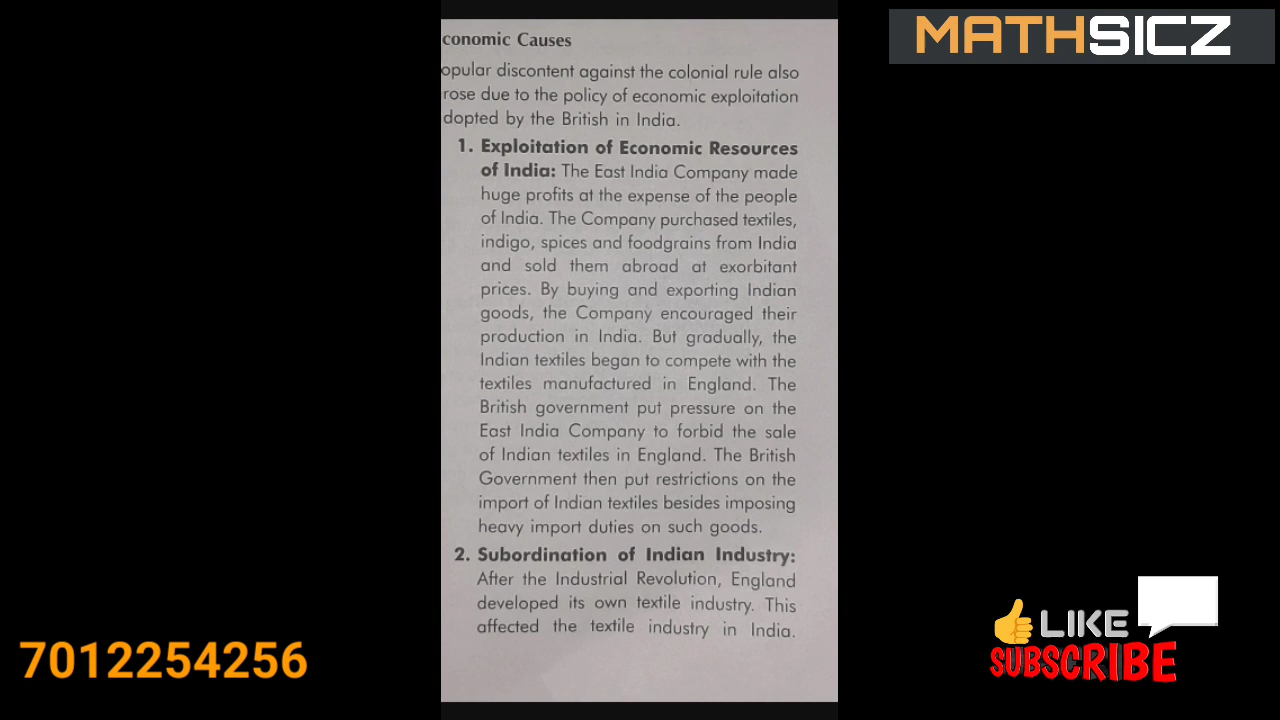 MATHSICZ
conomic Causes
opular discontent against the colonial rule also
rose due to the policy of economic exploitation
dopted by the British in India.
1. Exploitation of Economic Resources
of India: The East India Company made
huge profits at the expense of the people
of India. The Company purchased textiles,
indigo, spices and foodgrains from India
and sold them abroad at exorbitant
prices. By buying and exporting Indian
goods, the Company encouraged their
production in India. But gradually, the
Indian textiles began to compete with the
textiles manufactured in England. The
British government put pressure on the
East India Company to forbid the sale
of Indian textiles in England. The British
Government then put restrictions on the
import of Indian textiles besides imposing
heavy import duties on such goods.
2. Subordination of Indian Industry:
After the Industrial Revolution, England
developed its own textile industry. This
affected the textile industry in India.
7012254256
LIKE
SUBSCRIBE